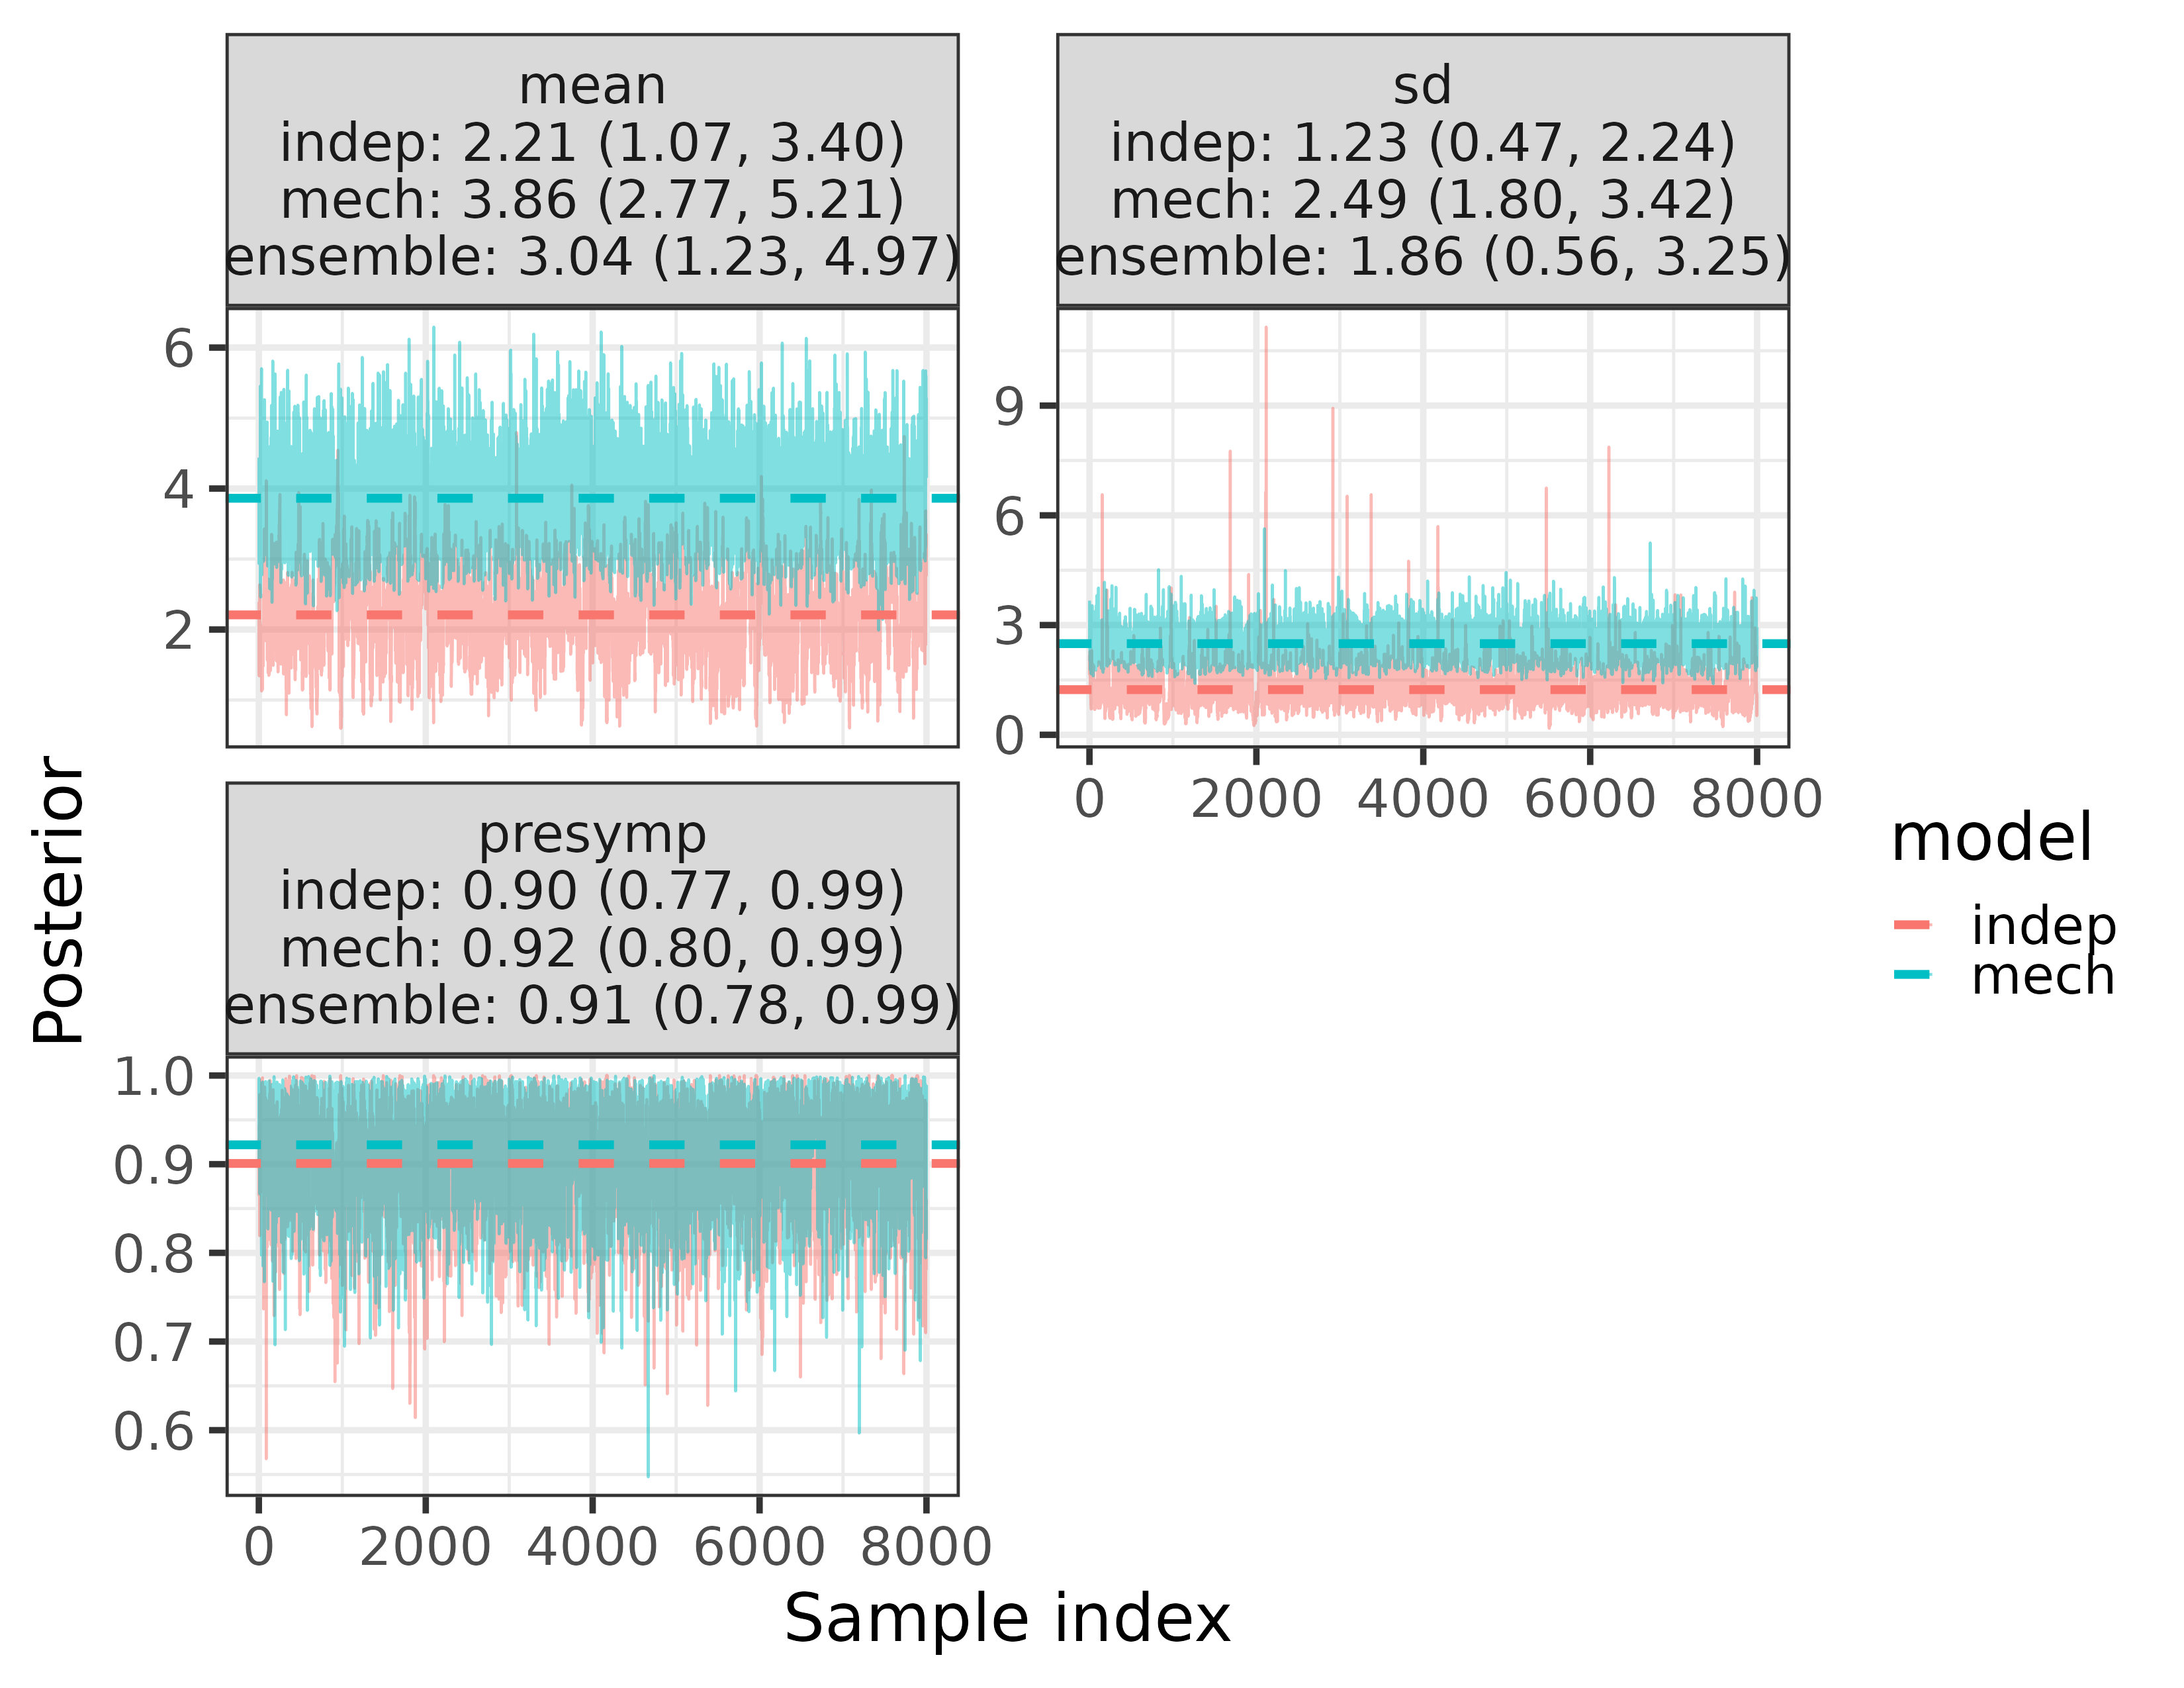 mean
indep: 2.21 (1.07, 3.40)
mech: 3.86 (2.77, 5.21)
ensemble: 3.04 (1.23, 4.97)
sd
indep: 1.23 (0.47, 2.24)
mech: 2.49 (1.80, 3.42)
ensemble: 1.86 (0.56, 3.25)
6
4
2
9
6
3
0
0 2000 4000 6000 8000
presymp
indep: 0.90 (0.77, 0.99)
mech: 0.92 (0.80, 0.99)
ensemble: 0.91 (0.78, 0.99)
1.0
0.9
0.8
0.7
0.6
0 2000 4000 6000 8000
Posterior
Sample index
model
indep
mech